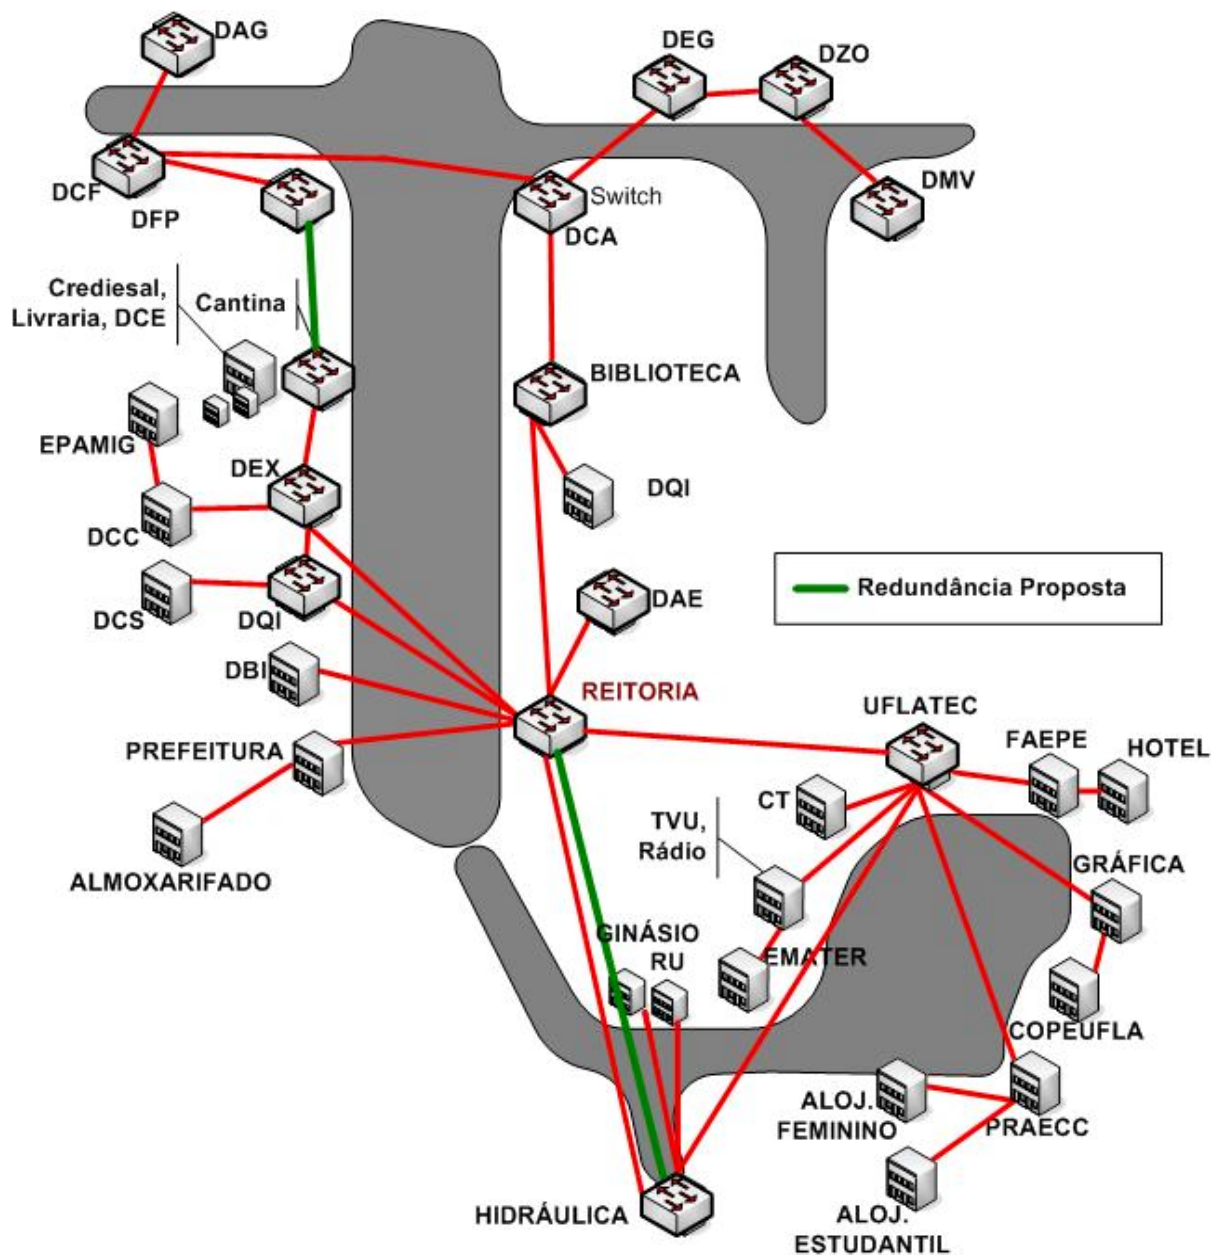 DAG
DEG
DZO
DCF
DFP
Switch
DCA
DMV
Crediesal,
Livraria, DCE
Cantina
BIBLIOTECA
EPAMIG
DEX
DQI
DCC
Redundância Proposta
DAE
DCS
DQI
DBI
REITORIA
UFLATEC
PREFEITURA
FAEPE
HOTEL
CT
TVU,
Rádio
ALMOXARIFADO
GRÁFICA
GINÁSIO
RU
EMATER
COPEUFLA
ALOJ.
FEMININO
PRAECC
HIDRÁULICA
ALOJ.
ESTUDANTIL